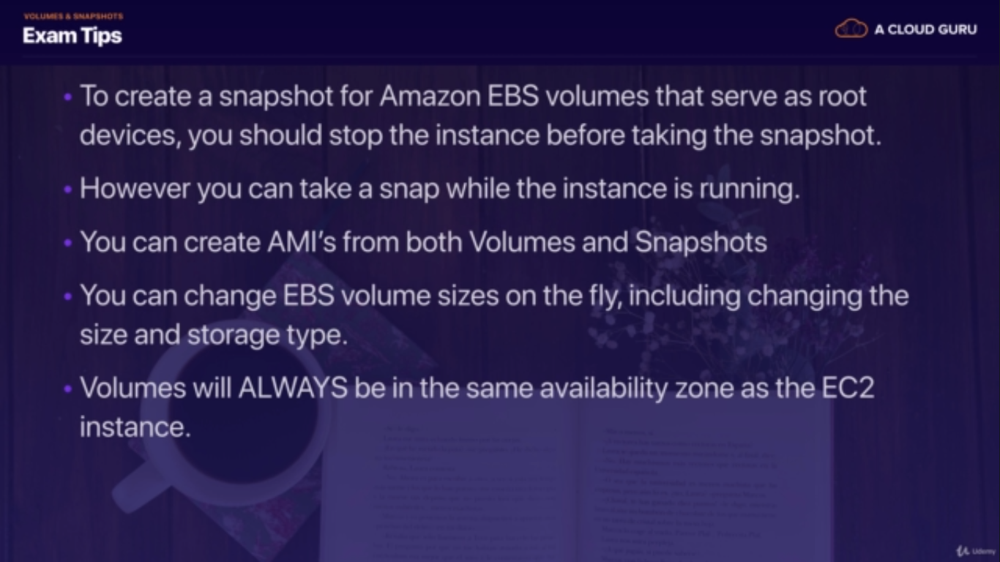 VOLUMES & SNAPSHOTS
Exam Tips
A CLOUD GURU
• To create a snapshot for Amazon EBS volumes that serve as root
devices, you should stop the instance before taking the snapshot.
• However you can take a snap while the instance is running.
• You can create AMI's from both Volumes and Snapshots
• You can change EBS volume sizes on the fly, including changing the
size and storage type.
• Volumes will ALWAYS be in the same availability zone as the EC2
instance.
Udemy